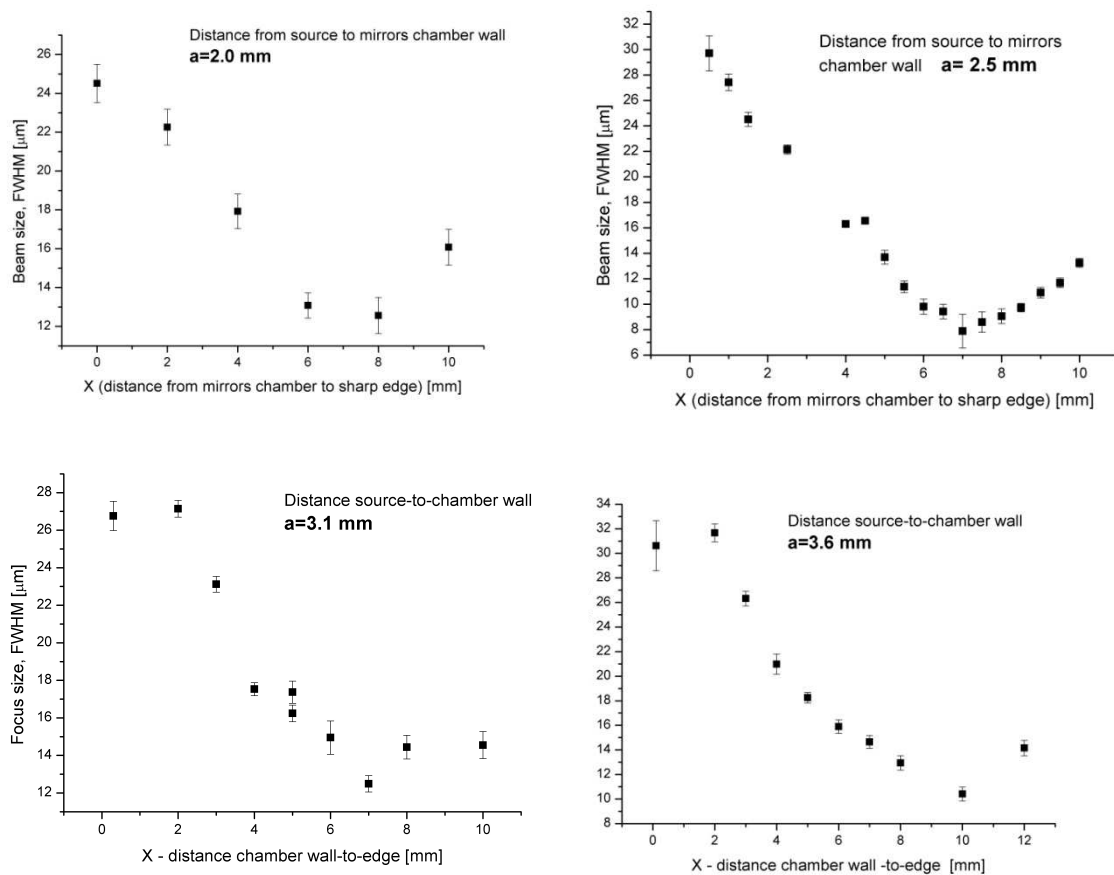 Distance from source to mirrors chamber wall
a=2.0 mm
26
24
22
20
18
16
14
12
Beam size, FWHM [μm]
0 2 4 6 8 10
X (distance from mirrors chamber to sharp edge) [mm]
Distance from source to mirrors
chamber wall a= 2.5 mm
32
30
28
26
24
22
20
18
16
14
12
10
8
6
Beam size, FWHM [μm]
0 2 4 6 8 10
X (distance from mirrors chamber to sharp edge) [mm]
Distance source-to-chamber wall
a=3.1 mm
28
26
24
22
20
18
16
14
12
Focus size, FWHM [μm]
0 2 4 6 8 10
X - distance chamber wall-to-edge [mm]
Distance source-to-chamber wall
a=3.6 mm
34
32
30
28
26
24
22
20
18
16
14
12
10
8
Focus size, FWHM [μm]
0 2 4 6 8 10 12
X - distance chamber wall -to-edge [mm]